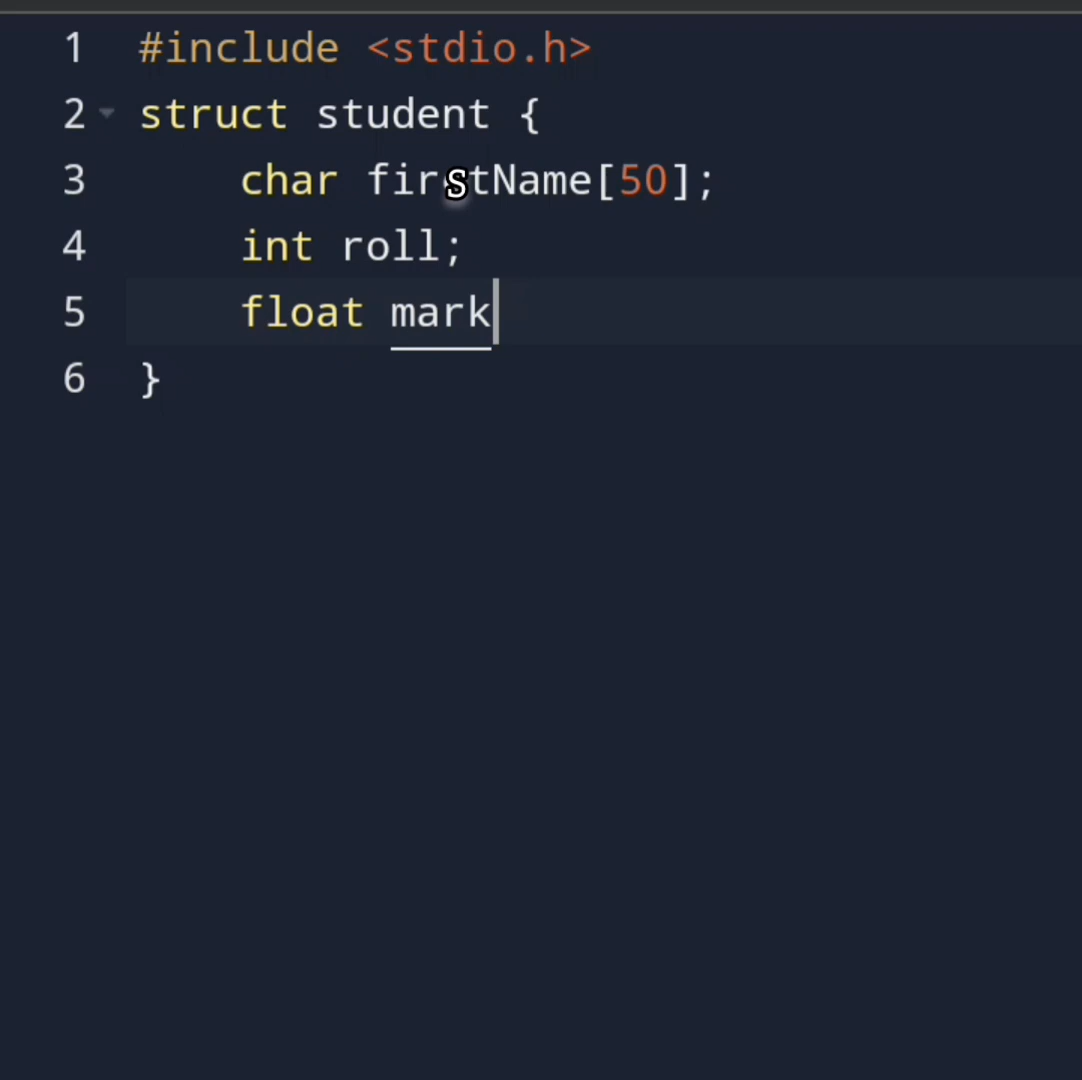 1 #include <stdio.h>
2 struct student {
3 char firstName[50];
4 int roll;
5 float mark
6 }